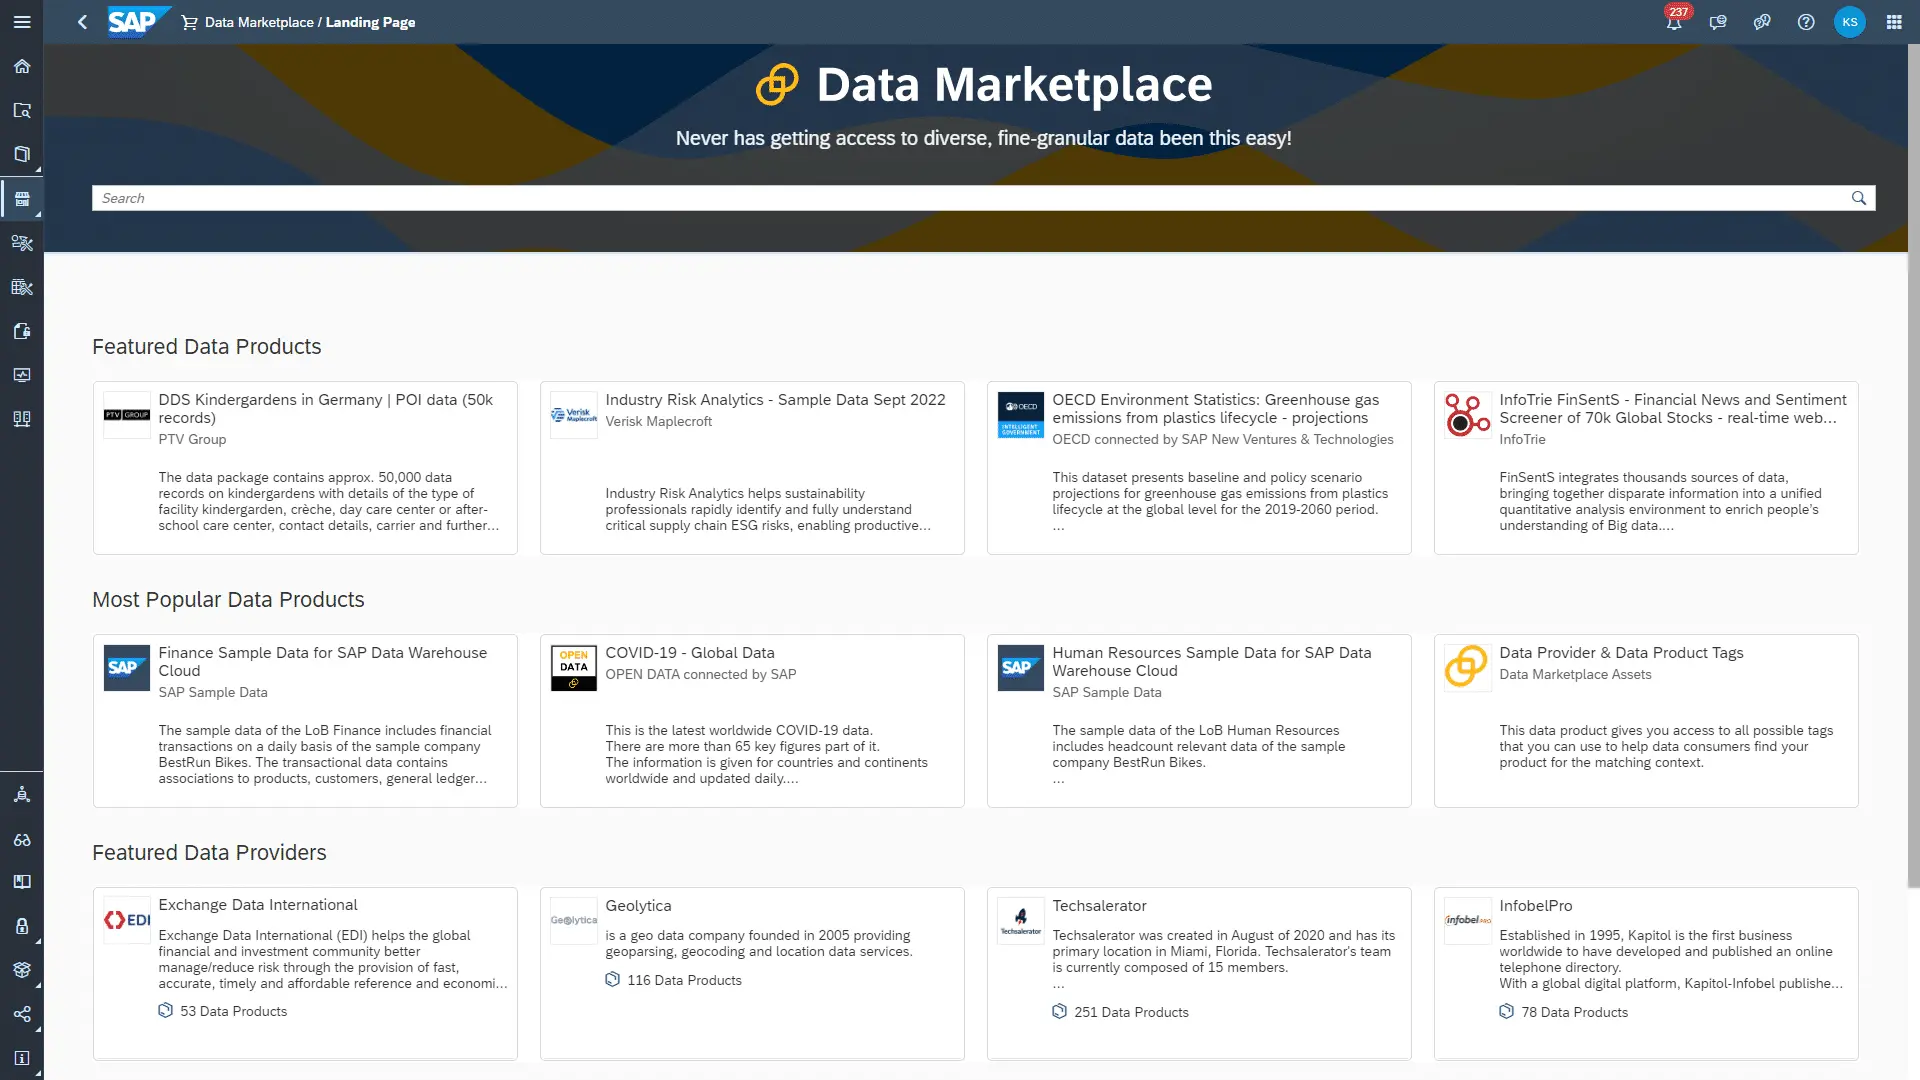 SAP
Data Marketplace / Landing Page
237
KS
Data Marketplace
Never has getting access to diverse, fine-granular data been this easy!
Search
Featured Data Products
PTV GROUP
DDS Kindergardens in Germany | POI data (50k
records)
PTV Group
The data package contains approx. 50,000 data
records on kindergardens with details of the type of
facility kindergarden, crèche, day care center or after-
school care center, contact details, carrier and further...
Verisk
Maplecroft
Industry Risk Analytics - Sample Data Sept 2022
Verisk Maplecroft
Industry Risk Analytics helps sustainability
professionals rapidly identify and fully understand
critical supply chain ESG risks, enabling productive...
OECD
INTELLIGENT
GOVERNMENT
OECD Environment Statistics: Greenhouse gas
emissions from plastics lifecycle - projections
OECD connected by SAP New Ventures & Technologies
This dataset presents baseline and policy scenario
projections for greenhouse gas emissions from plastics
lifecycle at the global level for the 2019-2060 period.
...
InfoTrie FinSentS - Financial News and Sentiment
Screener of 70k Global Stocks - real-time web...
InfoTrie
FinSentS integrates thousands sources of data,
bringing together disparate information into a unified
quantitative analysis environment to enrich people's
understanding of Big data....
Most Popular Data Products
SAP
Finance Sample Data for SAP Data Warehouse
Cloud
SAP Sample Data
The sample data of the LoB Finance includes financial
transactions on a daily basis of the sample company
BestRun Bikes. The transactional data contains
associations to products, customers, general ledger...
OPEN
DATA
COVID-19 - Global Data
OPEN DATA connected by SAP
This is the latest worldwide COVID-19 data.
There are more than 65 key figures part of it.
The information is given for countries and continents
worldwide and updated daily....
SAP
Human Resources Sample Data for SAP Data
Warehouse Cloud
SAP Sample Data
The sample data of the LoB Human Resources
includes headcount relevant data of the sample
company BestRun Bikes.
...
Data Provider & Data Product Tags
Data Marketplace Assets
This data product gives you access to all possible tags
that you can use to help data consumers find your
product for the matching context.
Featured Data Providers
EDI
Exchange Data International
Exchange Data International (EDI) helps the global
financial and investment community better
manage/reduce risk through the provision of fast,
accurate, timely and affordable reference and economi...
53 Data Products
Geolytica
Geolytica
is a geo data company founded in 2005 providing
geoparsing, geocoding and location data services.
116 Data Products
Techsalerator
Techsalerator
Techsalerator was created in August of 2020 and has its
primary location in Miami, Florida. Techsalerator's team
is currently composed of 15 members.
...
251 Data Products
infobel PRO
InfobelPro
Established in 1995, Kapitol is the first business
worldwide to have developed and published an online
telephone directory.
With a global digital platform, Kapitol-Infobel publishe...
78 Data Products